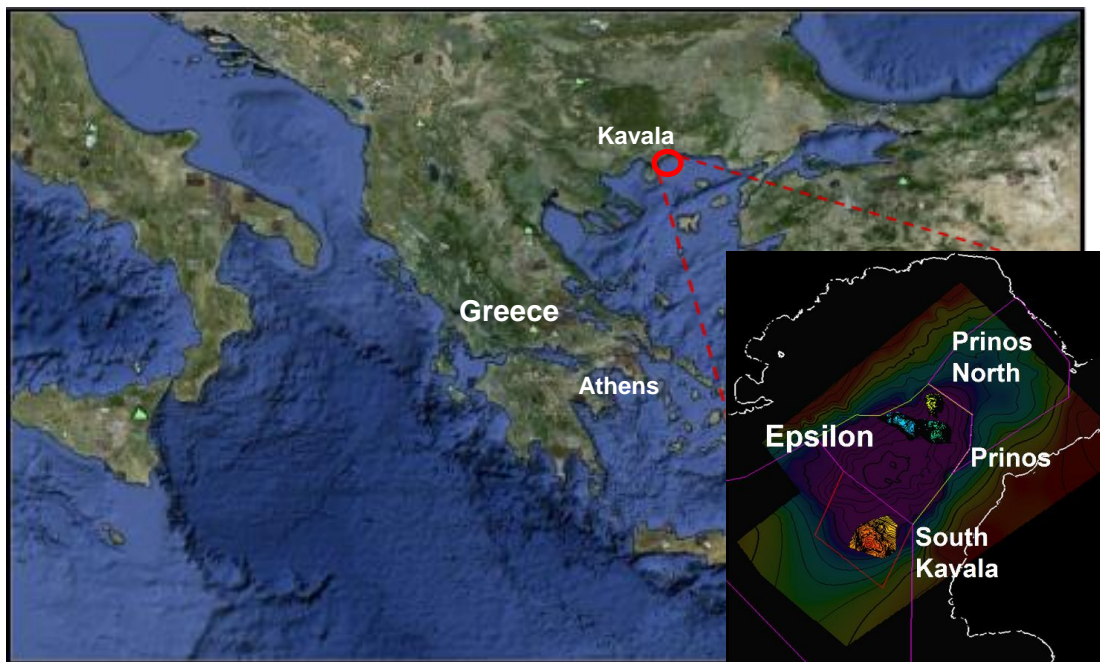 Kavala
Greece
Athens
Prinos
North
Epsilon
Prinos
South
Kavala